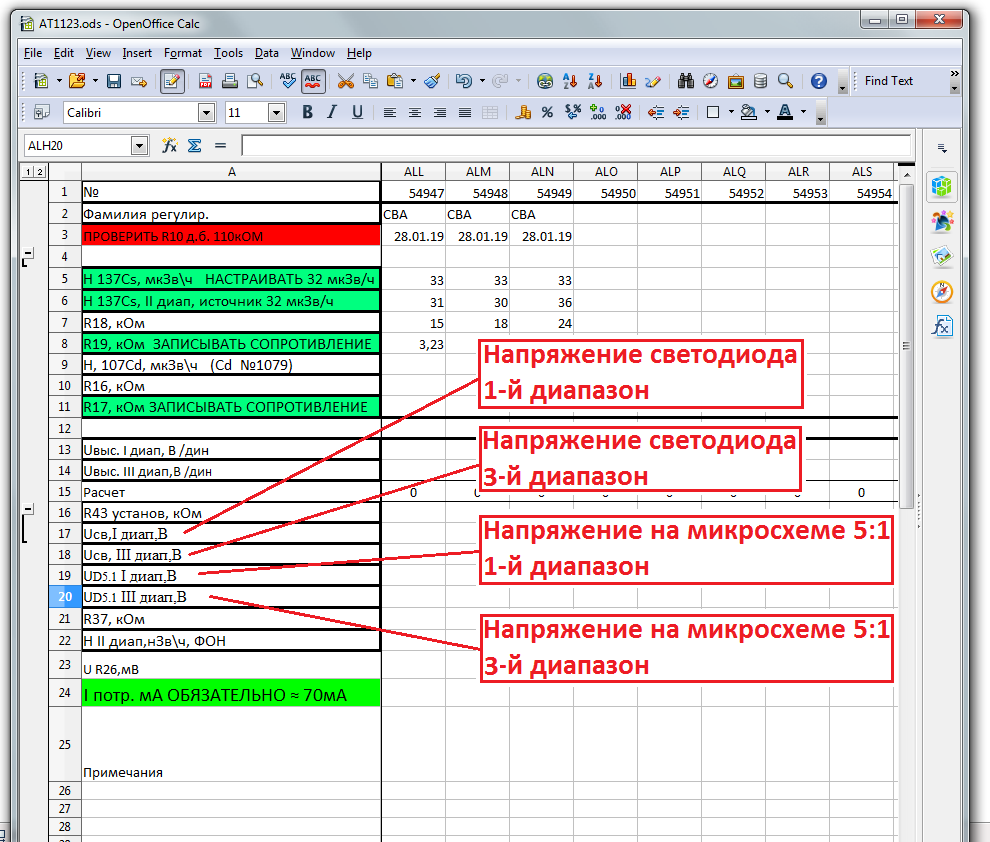 AT1123.ods - OpenOffice Calc
File Edit View Insert Format Tools Data Window Help
Find Text
Calibri 11 B I U
ALH20
1 2 A ALL ALM ALN ALO ALP ALQ ALR ALS
1 № 54947 54948 54949 54950 54951 54952 54953 54954
2 Фамилия регулир. СВА СВА СВА
3 ПРОВЕРИТЬ R10 д.б. 110кОМ 28.01.19 28.01.19 28.01.19
4
5 Н 137Cs, мкЗв\ч НАСТРАИВАТЬ 32 мкЗв/ч 33 33 33
6 Н 137Cs, II диап, источник 32 мкЗв/ч 31 30 36
7 R18, кОм 15 18 24
8 R19, кОм ЗАПИСЫВАТЬ СОПРОТИВЛЕНИЕ 3,23
Напряжение светодиода
1-й диапазон
9 Н, 107Cd, мкЗв\ч (Cd №1079)
10 R16, кОм
11 R17, кОм ЗАПИСЫВАТЬ СОПРОТИВЛЕНИЕ
12
Напряжение светодиода
3-й диапазон
13 Uвыс. I диап, В /дин
14 Uвыс. III диап,В /дин
15 Расчет 0 0
16 R43 установ, кОм
Напряжение на микросхеме 5:1
1-й диапазон
17 Uсв,I диап,В
18 Uсв, III диап,В
19 UD5.1 I диап,В
20 UD5.1 III диап,В
Напряжение на микросхеме 5:1
3-й диапазон
21 R37, кОм
22 Н II диап,нЗв\ч, ФОН
23 U R26,мВ
24 I потр. мА ОБЯЗАТЕЛЬНО ≈ 70мА
25 Примечания
26
27
28